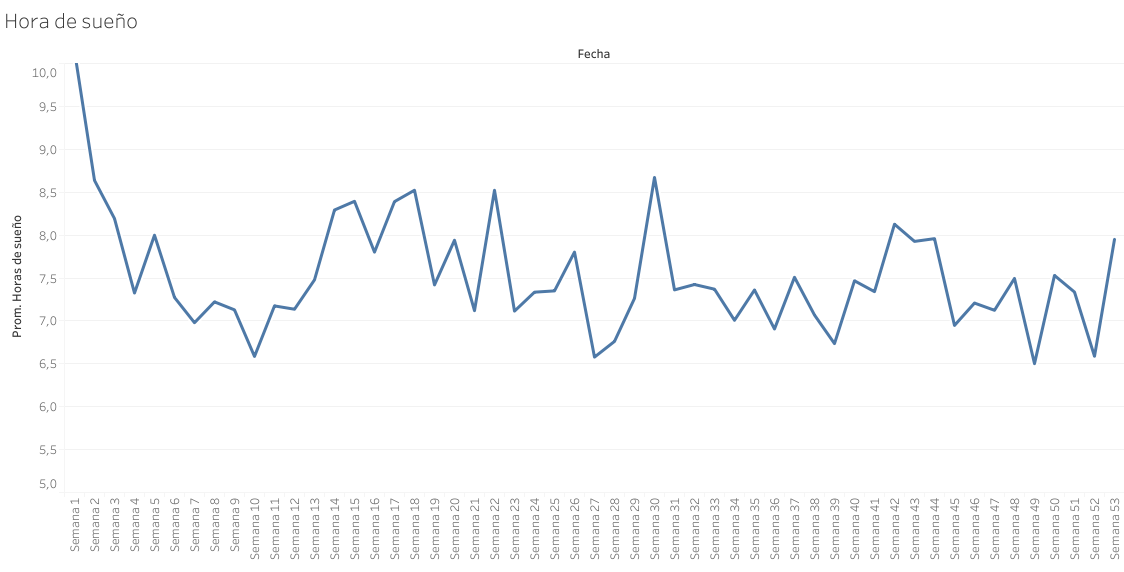 Hora de sueño
Fecha
Prom. Horas de sueño
10,0
9,5
9,0
8,5
8,0
7,5
7,0
6,5
6,0
5,5
5,0
Semana 1
Semana 2
Semana 3
Semana 4
Semana 5
Semana 6
Semana 7
Semana 8
Semana 9
Semana 10
Semana 11
Semana 12
Semana 13
Semana 14
Semana 15
Semana 16
Semana 17
Semana 18
Semana 19
Semana 20
Semana 21
Semana 22
Semana 23
Semana 24
Semana 25
Semana 26
Semana 27
Semana 28
Semana 29
Semana 30
Semana 31
Semana 32
Semana 33
Semana 34
Semana 35
Semana 36
Semana 37
Semana 38
Semana 39
Semana 40
Semana 41
Semana 42
Semana 43
Semana 44
Semana 45
Semana 46
Semana 47
Semana 48
Semana 49
Semana 50
Semana 51
Semana 52
Semana 53